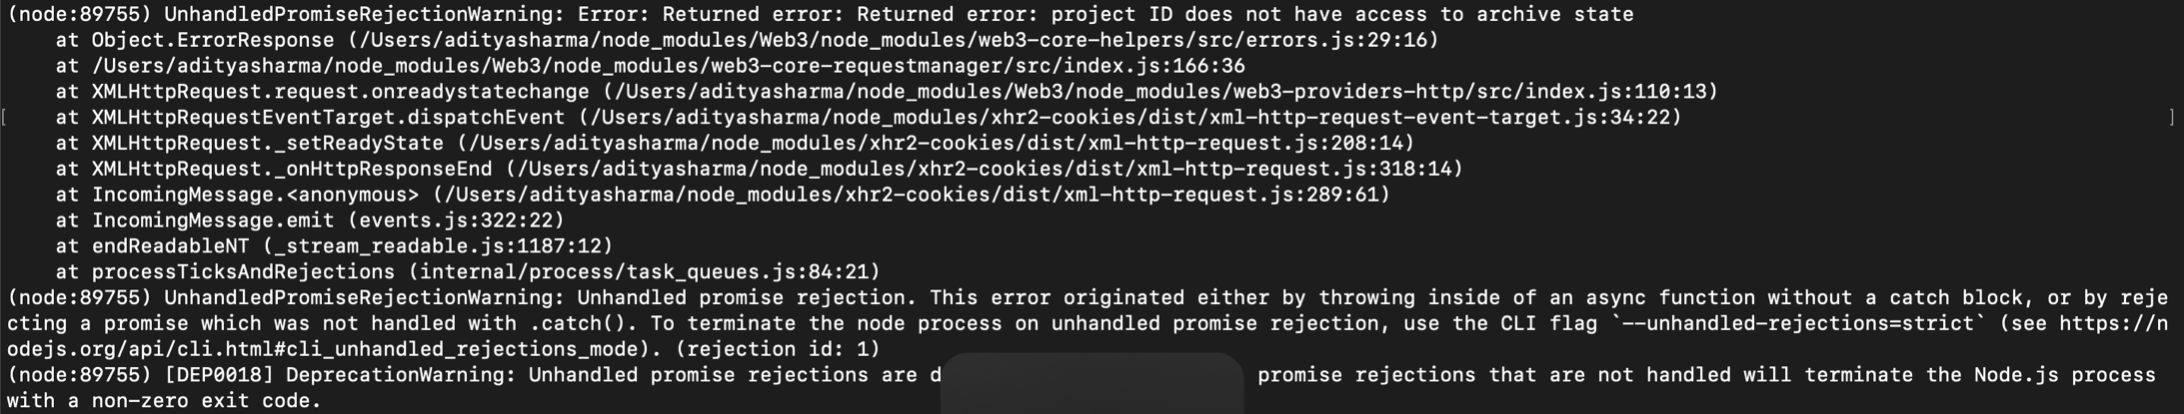 (node:89755) UnhandledPromiseRejectionWarning: Error: Returned error: Returned error: project ID does not have access to archive state
    at Object.ErrorResponse (/Users/adityasharma/node_modules/Web3/node_modules/web3-core-helpers/src/errors.js:29:16)
    at /Users/adityasharma/node_modules/Web3/node_modules/web3-core-requestmanager/src/index.js:166:36
    at XMLHttpRequest.request.onreadystatechange (/Users/adityasharma/node_modules/Web3/node_modules/web3-providers-http/src/index.js:110:13)
[    at XMLHttpRequestEventTarget.dispatchEvent (/Users/adityasharma/node_modules/xhr2-cookies/dist/xml-http-request-event-target.js:34:22) ]
    at XMLHttpRequest._setReadyState (/Users/adityasharma/node_modules/xhr2-cookies/dist/xml-http-request.js:208:14)
    at XMLHttpRequest._onHttpResponseEnd (/Users/adityasharma/node_modules/xhr2-cookies/dist/xml-http-request.js:318:14)
    at IncomingMessage.<anonymous> (/Users/adityasharma/node_modules/xhr2-cookies/dist/xml-http-request.js:289:61)
    at IncomingMessage.emit (events.js:322:22)
    at endReadableNT (_stream_readable.js:1187:12)
    at processTicksAndRejections (internal/process/task_queues.js:84:21)
(node:89755) UnhandledPromiseRejectionWarning: Unhandled promise rejection. This error originated either by throwing inside of an async function without a catch block, or by reje
cting a promise which was not handled with .catch(). To terminate the node process on unhandled promise rejection, use the CLI flag `--unhandled-rejections=strict` (see https://n
odejs.org/api/cli.html#cli_unhandled_rejections_mode). (rejection id: 1)
(node:89755) [DEP0018] DeprecationWarning: Unhandled promise rejections are d promise rejections that are not handled will terminate the Node.js process
with a non-zero exit code.